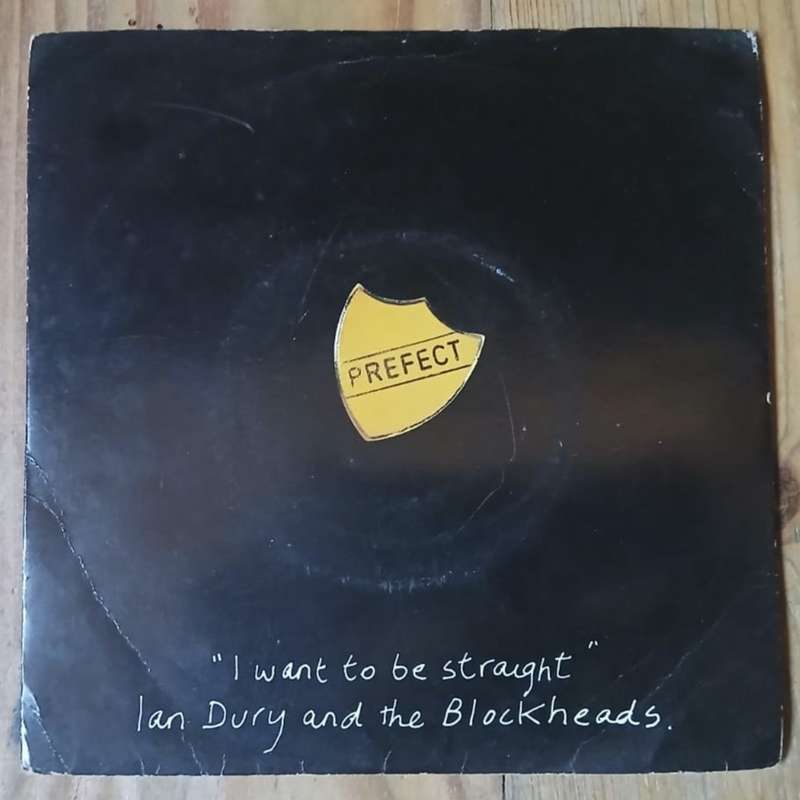 PREFECT
"I want to be straight"
Ian Dury and the Blockheads.